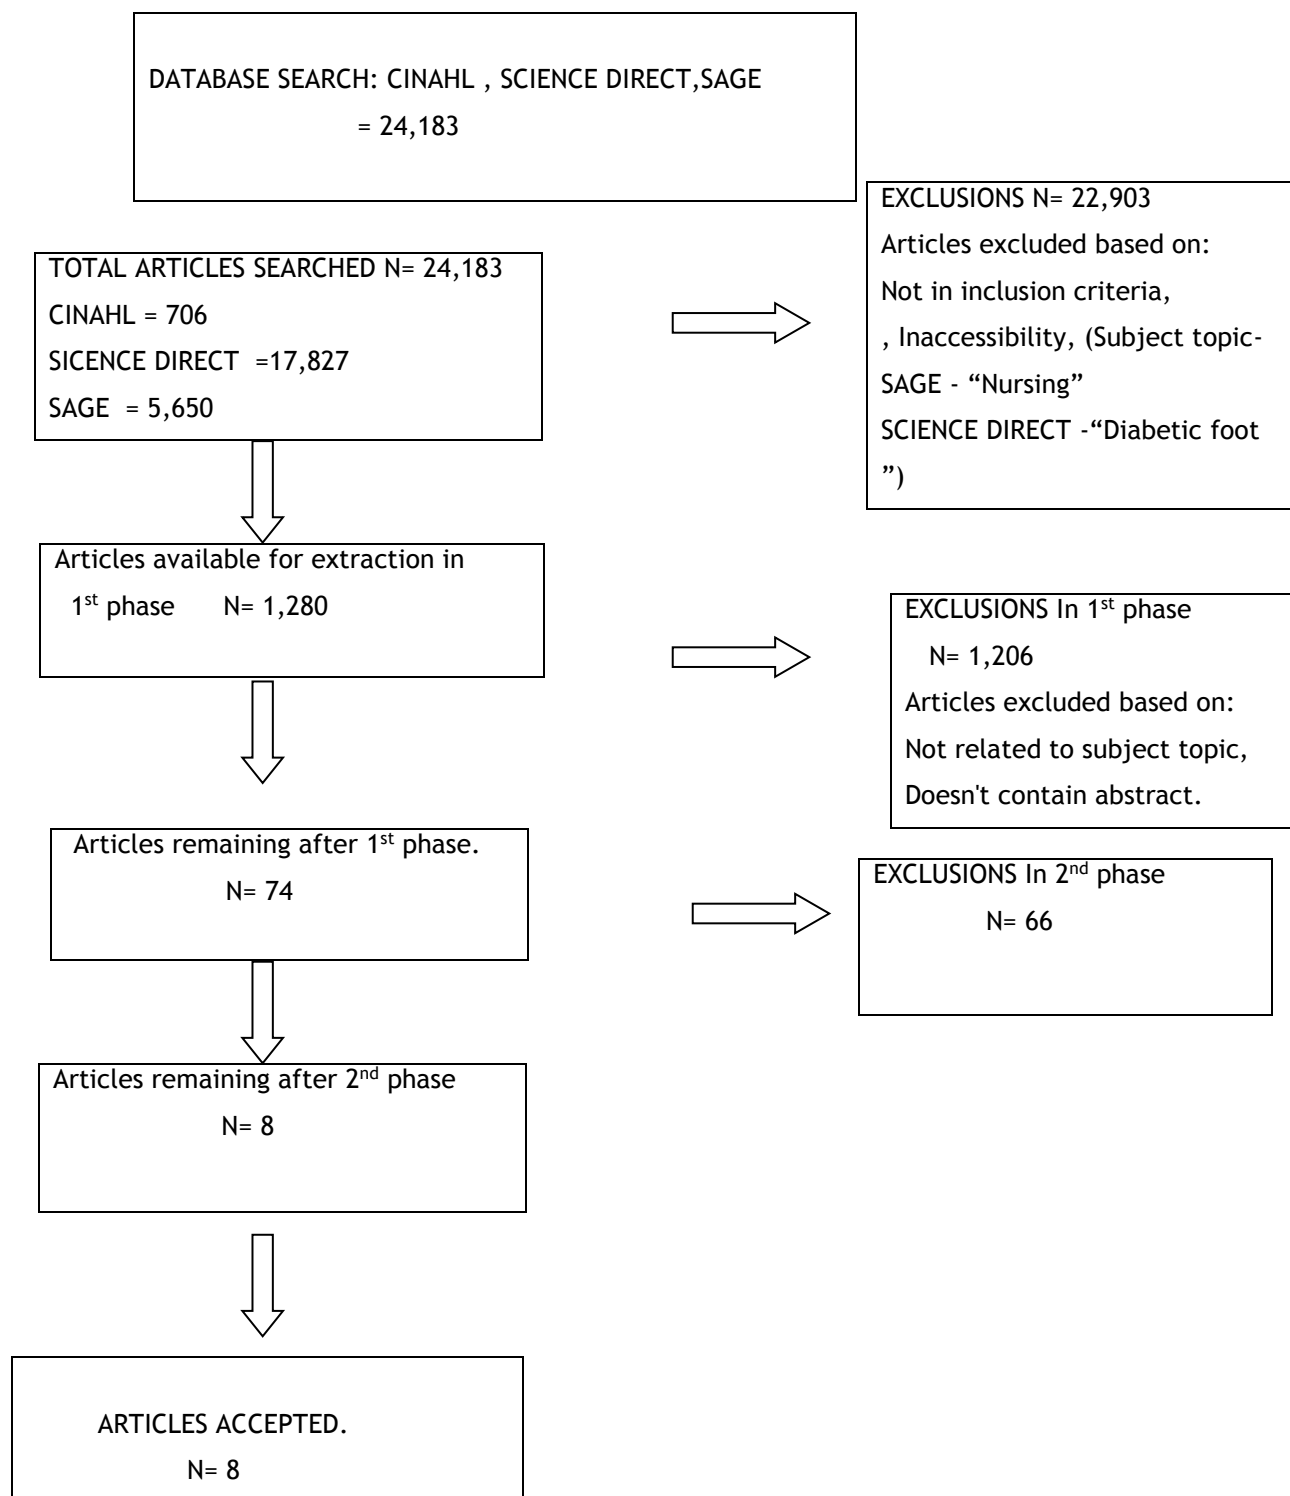 DATABASE SEARCH: CINAHL , SCIENCE DIRECT,SAGE
= 24,183
EXCLUSIONS N= 22,903
Articles excluded based on:
Not in inclusion criteria,
, Inaccessibility, (Subject topic-
SAGE - “Nursing”
SCIENCE DIRECT -“Diabetic foot
”)
TOTAL ARTICLES SEARCHED N= 24,183
CINAHL = 706
SICENCE DIRECT =17,827
SAGE = 5,650
Articles available for extraction in
1st phase N= 1,280
EXCLUSIONS In 1st phase
N= 1,206
Articles excluded based on:
Not related to subject topic,
Doesn't contain abstract.
Articles remaining after 1st phase.
N= 74
EXCLUSIONS In 2nd phase
N= 66
Articles remaining after 2nd phase
N= 8
ARTICLES ACCEPTED.
N= 8